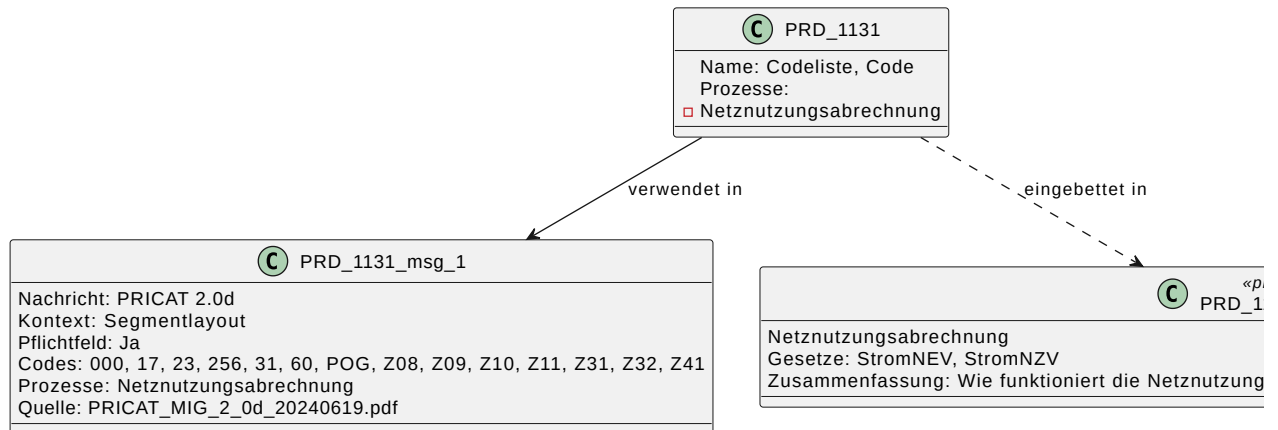 C PRD_1131
Name: Codeliste, Code
Prozesse:
Netznutzungsabrechnung
verwendet in
eingebettet in
C PRD_1131_msg_1
Nachricht: PRICAT 2.0d
Kontext: Segmentlayout
Pflichtfeld: Ja
Codes: 000, 17, 23, 256, 31, 60, POG, Z08, Z09, Z10, Z11, Z31, Z32, Z41
Prozesse: Netznutzungsabrechnung
Quelle: PRICAT_MIG_2_0d_20240619.pdf
C
Netznutzungsabrechnung
Gesetze: StromNEV, StromNZV
Zusammenfassung: Wie funktioniert die Netznutzung